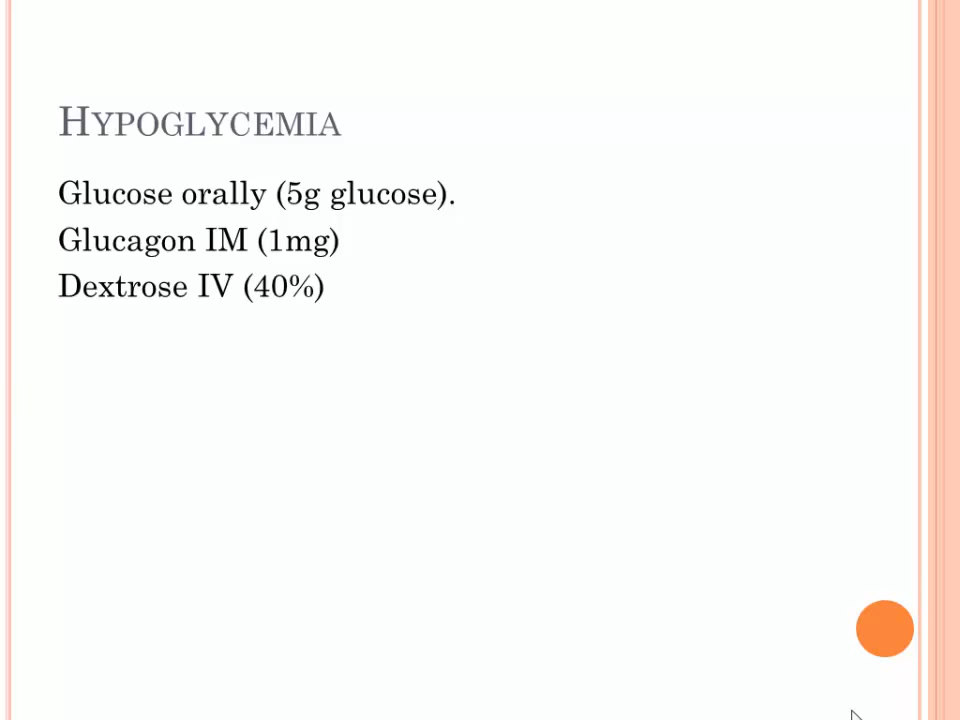 HYPOGLYCEMIA
Glucose orally (5g glucose).
Glucagon IM (1mg)
Dextrose IV (40%)